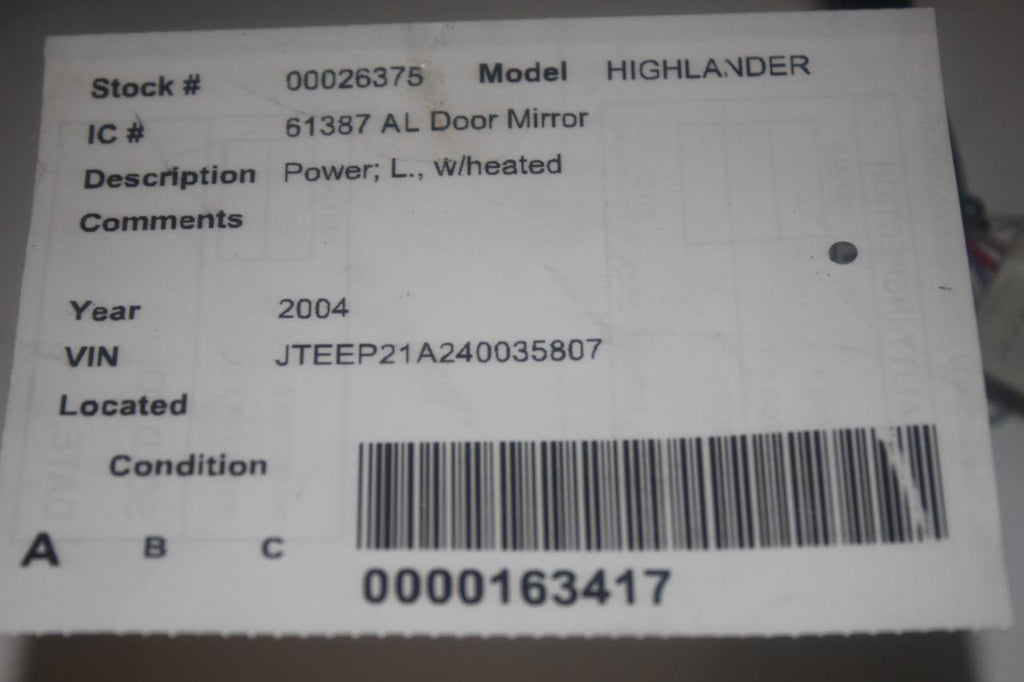 Stock # 00026375 Model HIGHLANDER
IC # 61387 AL Door Mirror
Description Power; L., w/heated
Comments
Year 2004
VIN JTEEP21A240035807
Located
Condition
A B C
0000163417